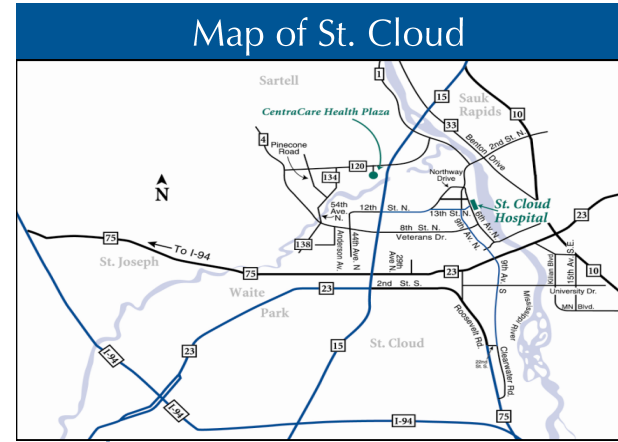 Map of St. Cloud
Sartell
1
15
Sauk
Rapids
10
CentraCare Health Plaza
33
Benton Drive
2nd St. N.
4
Pinecone
Road
120
134
Northway
Drive
N
54th
Ave.
N.
12th St. N.
13th St. N.
6th Av N
St. Cloud
Hospital
23
8th St. N.
Veterans Dr.
9th Av. N.
75
To I-94
138
Anderson Av.
44th Ave. N
29th
Ave N.
9th Av. S
Kilian Blvd.
15th Av S.E.
St. Joseph
75
23
10
Waite
Park
23
2nd St. S.
University Dr.
MN Blvd.
Mississippi River
Roosevelt Rd.
23
15
St. Cloud
22nd
St. S.
Clearwater Rd.
I-94
I-94
I-94
75